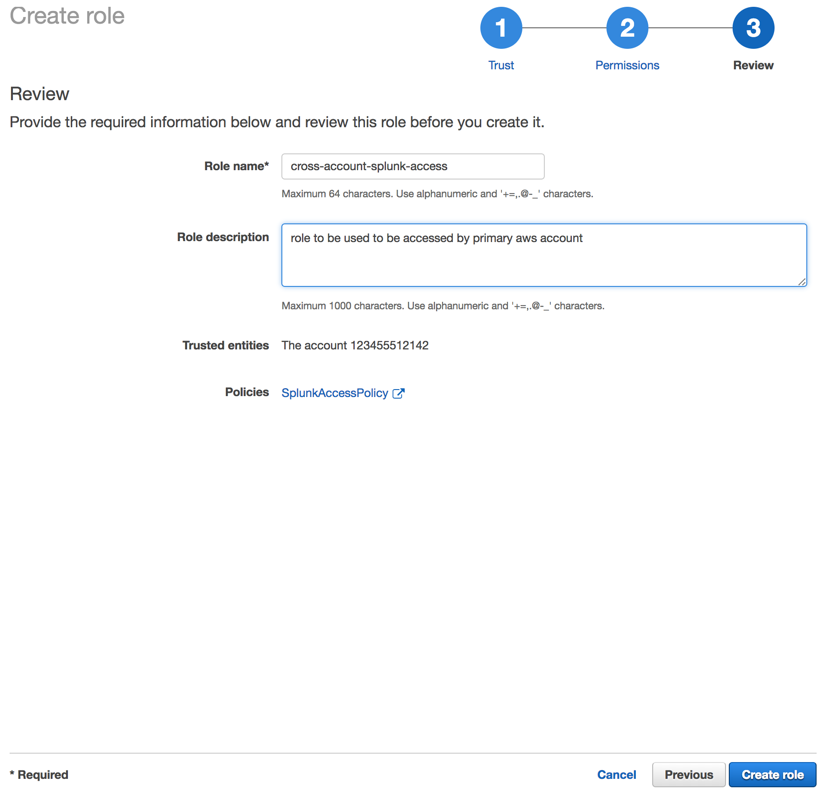 Create role
1 2 3
Trust Permissions Review
Review
Provide the required information below and review this role before you create it.
Role name* cross-account-splunk-access
Maximum 64 characters. Use alphanumeric and '+=,.@-_' characters.
Role description role to be used to be accessed by primary aws account
Maximum 1000 characters. Use alphanumeric and '+=,.@-_' characters.
Trusted entities The account 123455512142
Policies SplunkAccessPolicy
* Required Cancel Previous Create role